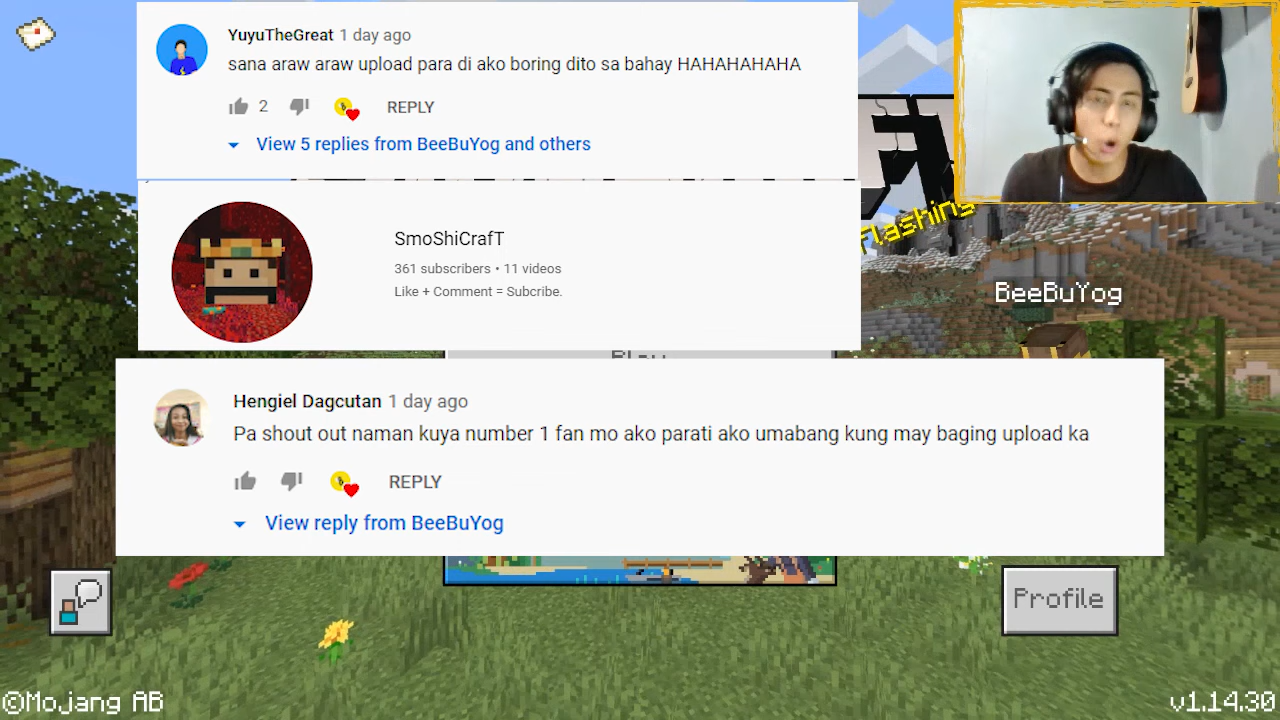 YuyuTheGreat 1 day ago
sana araw araw upload para di ako boring dito sa bahay HAHAHAHAHA
2 REPLY
View 5 replies from BeeBuYog and others
SmoShiCrafT
361 subscribers • 11 videos
Like + Comment = Subcribe.
flashing
BeeBuYog
Play
Hengiel Dagcutan 1 day ago
Pa shout out naman kuya number 1 fan mo ako parati ako umabang kung may baging upload ka
REPLY
View reply from BeeBuYog
Profile
©Mojang AB
v1.14.30